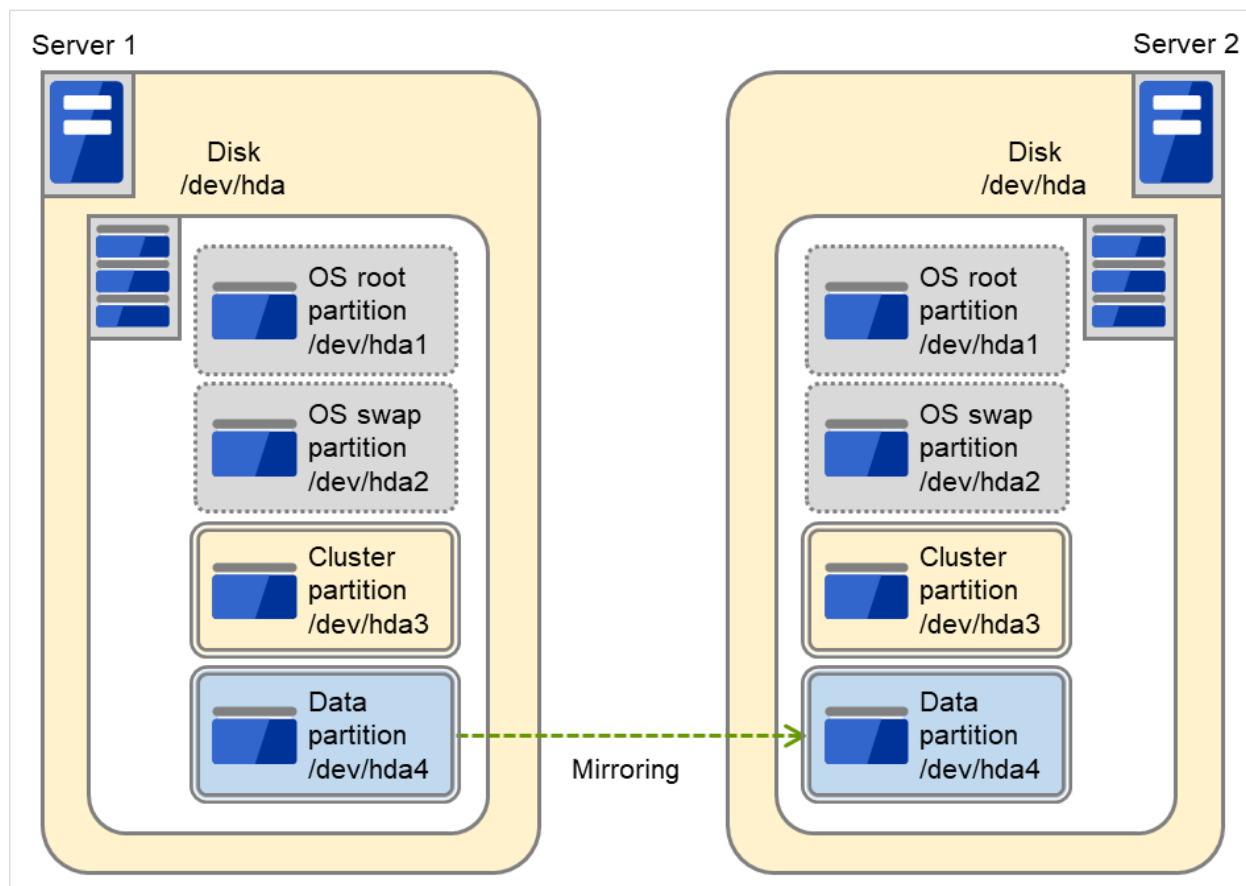 Server 1
Disk
/dev/hda
OS root
partition
/dev/hda1
OS swap
partition
/dev/hda2
Cluster
partition
/dev/hda3
Data
partition
/dev/hda4
Mirroring
Server 2
Disk
/dev/hda
OS root
partition
/dev/hda1
OS swap
partition
/dev/hda2
Cluster
partition
/dev/hda3
Data
partition
/dev/hda4